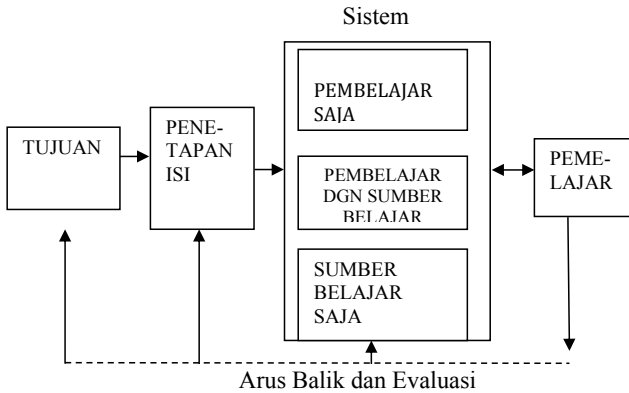 Sistem
TUJUAN
PENE-
TAPAN
ISI
PEMBELAJAR
SAJA
PEMBELAJAR
DGN SUMBER
BELAJAR
SUMBER
BELAJAR
SAJA
PEME-
LAJAR
Arus Balik dan Evaluasi